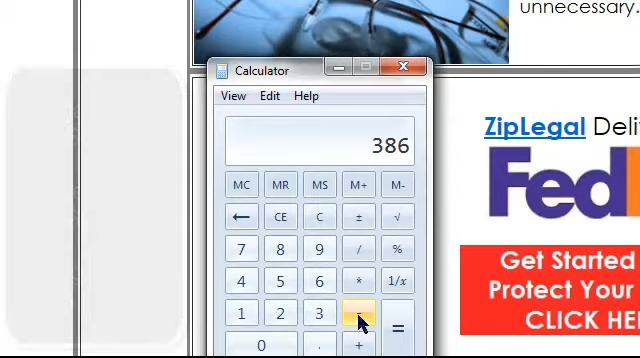 unnecessary.
Calculator
View Edit Help
386
MC MR MS M+ M-
← CE C ± √
7 8 9 / %
4 5 6 * 1/x
1 2 3 - =
0 . +
ZipLegal Deli
FedE
Get Started
Protect Your
CLICK HE